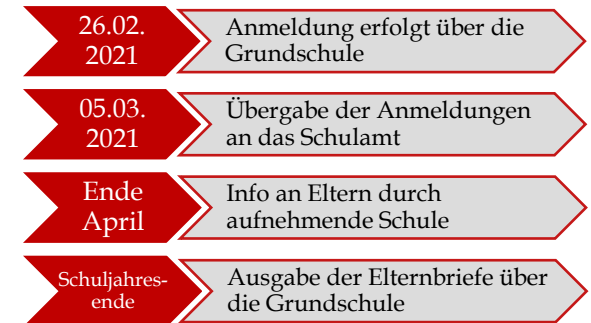 26.02.
2021
Anmeldung erfolgt über die
Grundschule
05.03.
2021
Übergabe der Anmeldungen
an das Schulamt
Ende
April
Info an Eltern durch
aufnehmende Schule
Schuljahres-
ende
Ausgabe der Elternbriefe über
die Grundschule